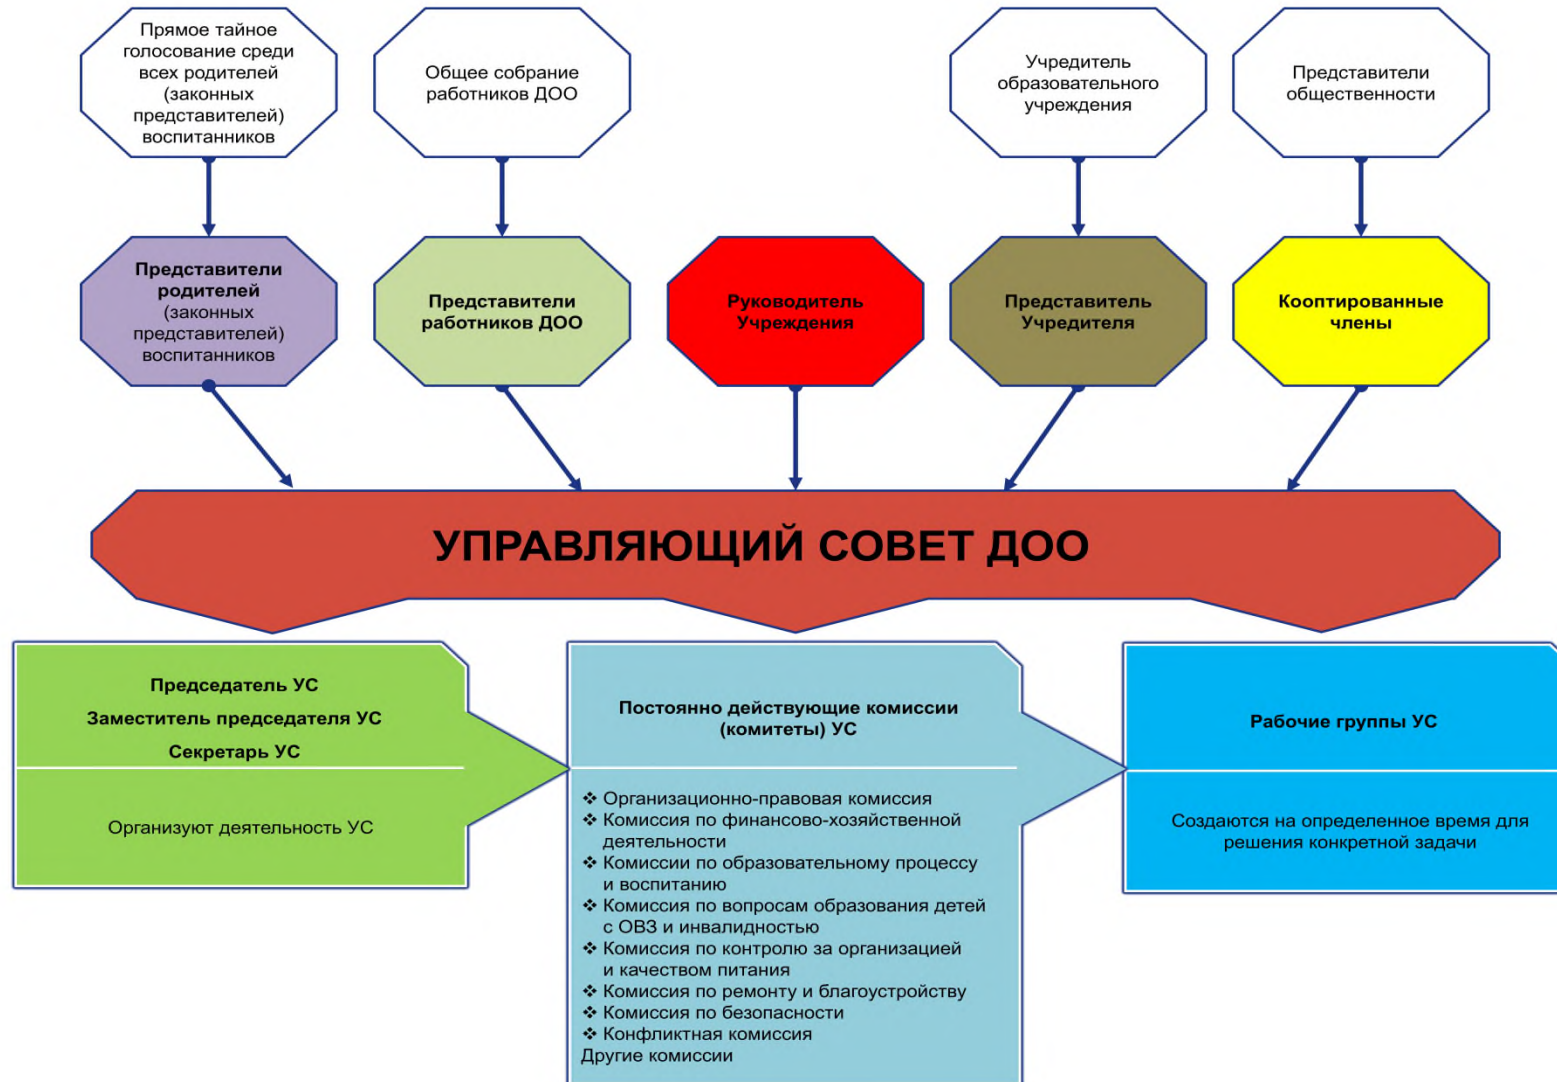 Прямое тайное
голосование среди
всех родителей
(законных
представителей)
воспитанников
Общее собрание
работников ДОО
Учредитель
образовательного
учреждения
Представители
общественности
Представители
родителей
(законных
представителей)
воспитанников
Представители
работников ДОО
Руководитель
Учреждения
Представитель
Учредителя
Кооптированные
члены
УПРАВЛЯЮЩИЙ СОВЕТ ДОО
Председатель УС
Заместитель председателя УС
Секретарь УС
Организуют деятельность УС
Постоянно действующие комиссии
(комитеты) УС
❖ Организационно-правовая комиссия
❖ Комиссия по финансово-хозяйственной
деятельности
❖ Комиссии по образовательному процессу
и воспитанию
❖ Комиссия по вопросам образования детей
с ОВЗ и инвалидностью
❖ Комиссия по контролю за организацией
и качеством питания
❖ Комиссия по ремонту и благоустройству
❖ Комиссия по безопасности
❖ Конфликтная комиссия
Другие комиссии
Рабочие группы УС
Создаются на определенное время для
решения конкретной задачи